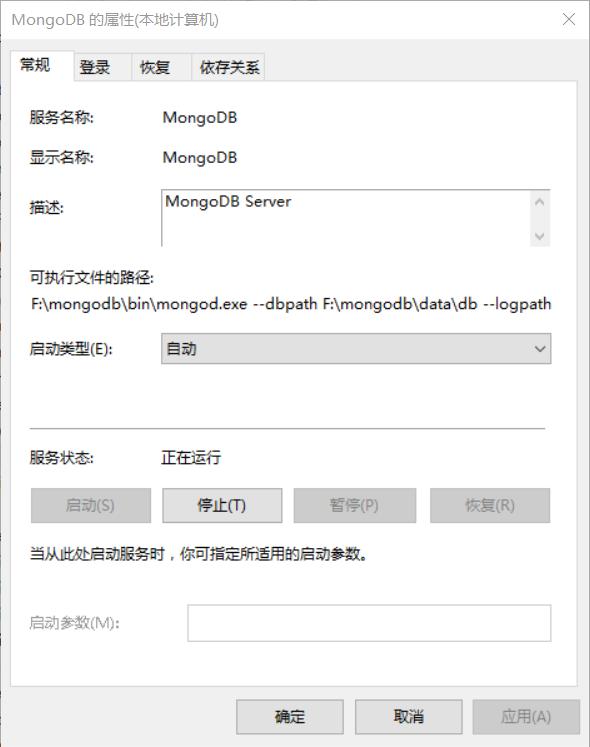 MongoDB 的属性(本地计算机)
常规 登录 恢复 依存关系
服务名称: MongoDB
显示名称: MongoDB
描述: MongoDB Server
可执行文件的路径:
F:\mongodb\bin\mongod.exe --dbpath F:\mongodb\data\db --logpath
启动类型(E): 自动
服务状态: 正在运行
启动(S) 停止(T) 暂停(P) 恢复(R)
当从此处启动服务时，你可指定所适用的启动参数。
启动参数(M):
确定 取消 应用(A)